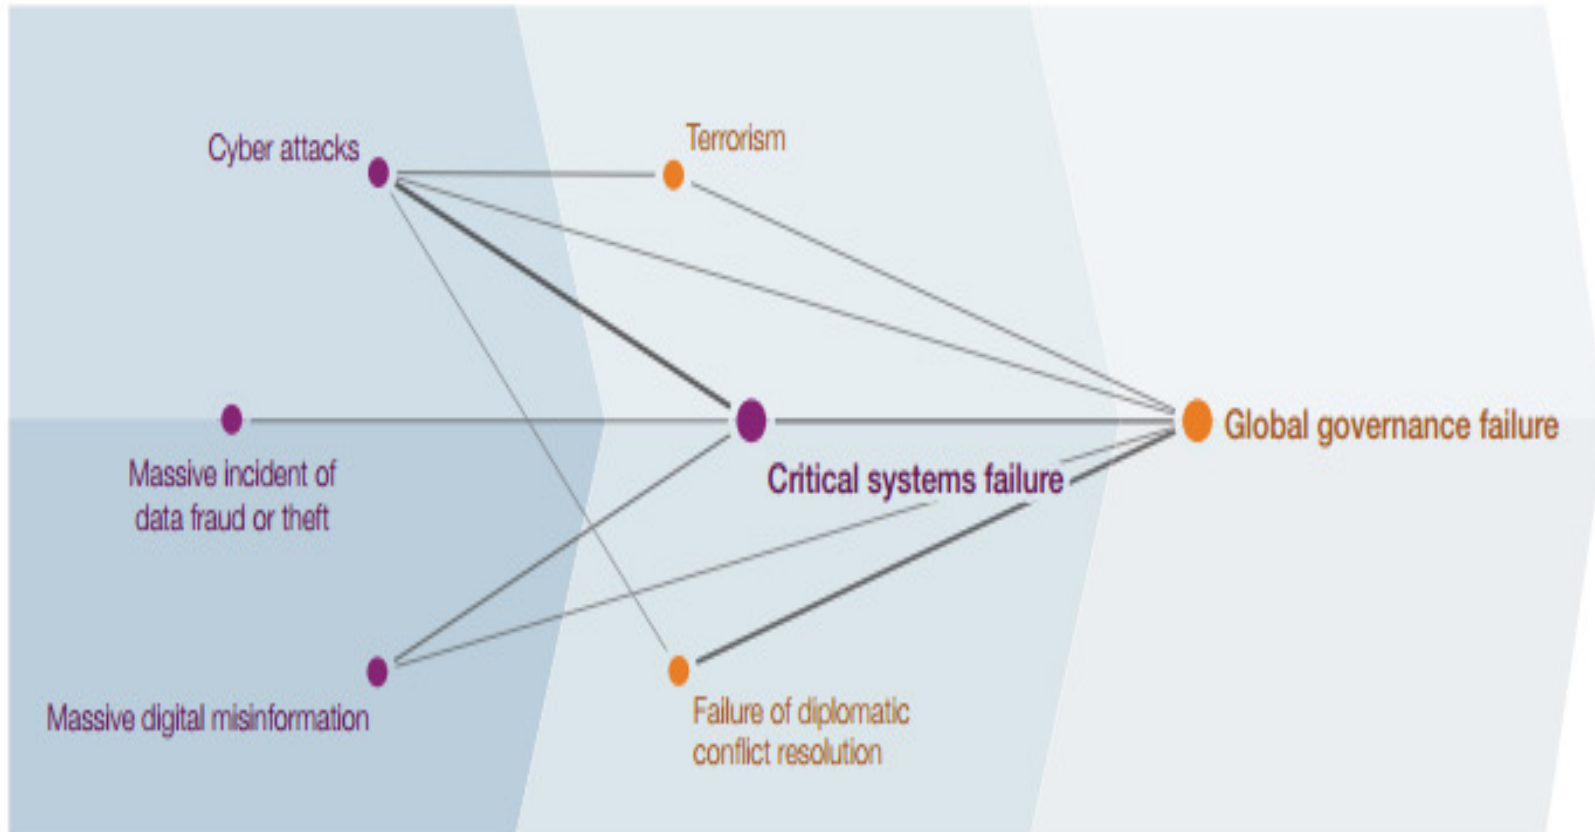 Cyber attacks
Terrorism
Global governance failure
Massive incident of
data fraud or theft
Critical systems failure
Massive digital misinformation
Failure of diplomatic
conflict resolution